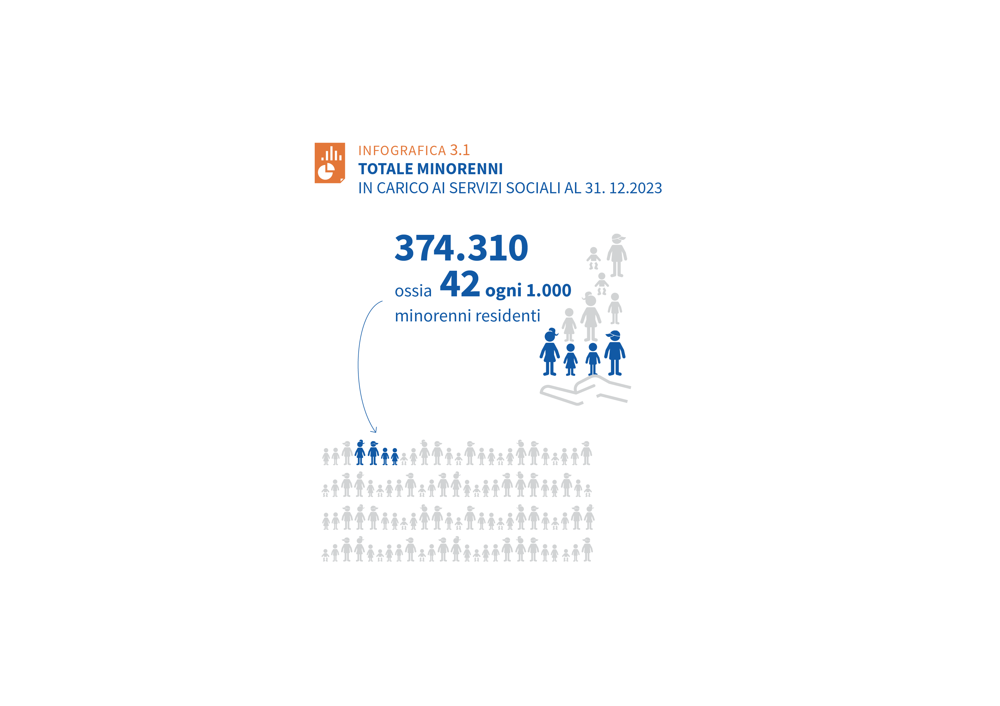 INFOGRAFICA 3.1
TOTALE MINORENNI
IN CARICO AI SERVIZI SOCIALI AL 31. 12.2023
374.310
ossia 42 ogni 1.000
minorenni residenti